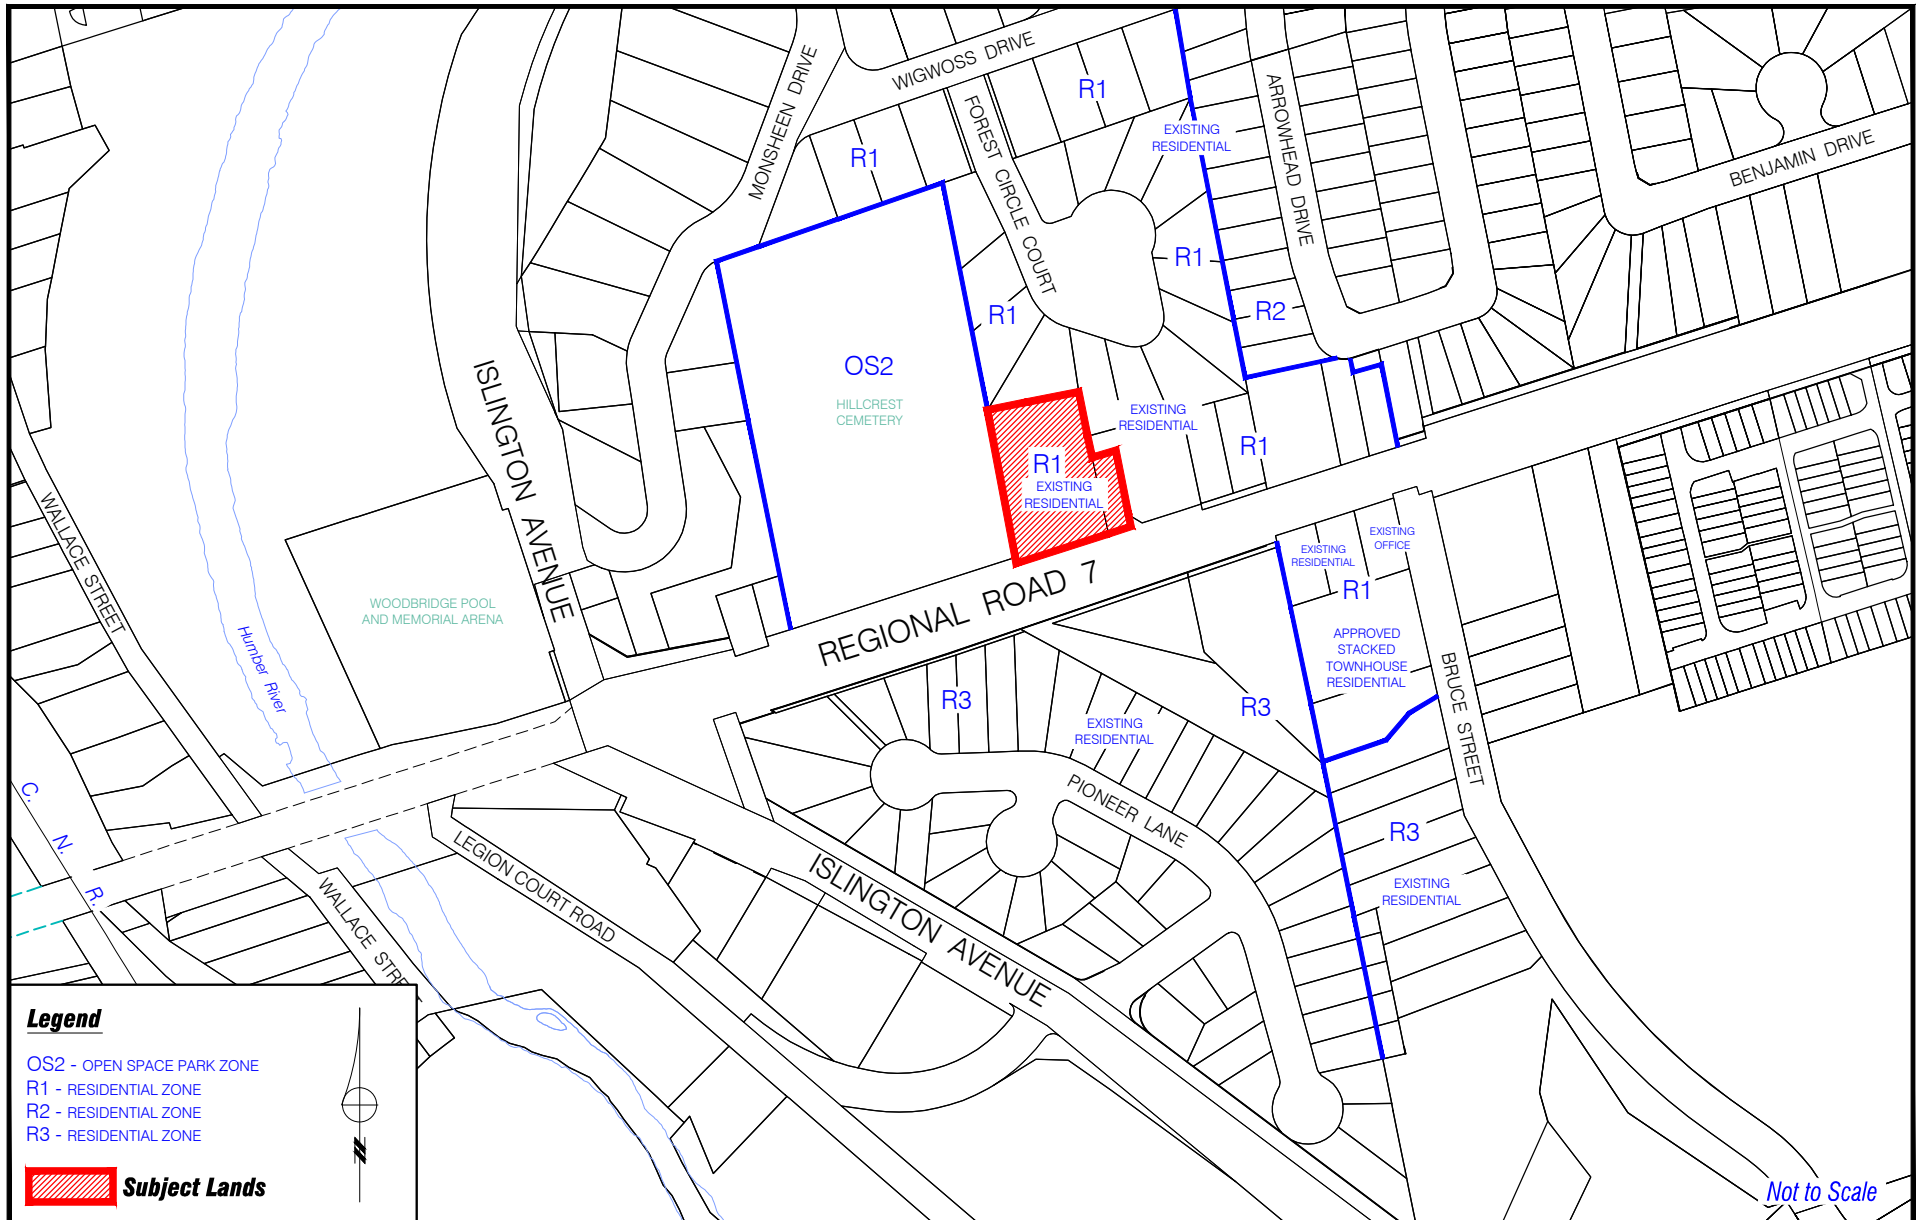 WIGWOSS DRIVE
MONSHEEN DRIVE
R1
R1
FOREST CIRCLE COURT
EXISTING
RESIDENTIAL
ARROWHEAD DRIVE
BENJAMIN DRIVE
R1
R1
R2
ISLINGTON AVENUE
OS2
HILLCREST
CEMETERY
EXISTING
RESIDENTIAL
R1
R1
EXISTING
RESIDENTIAL
WALLACE STREET
EXISTING
OFFICE
EXISTING
RESIDENTIAL
R1
REGIONAL ROAD 7
WOODBRIDGE POOL
AND MEMORIAL ARENA
Humber River
APPROVED
STACKED
TOWNHOUSE
RESIDENTIAL
BRUCE STREET
R3
R3
EXISTING
RESIDENTIAL
PIONEER LANE
C. N. R.
LEGION COURT ROAD
ISLINGTON AVENUE
R3
EXISTING
RESIDENTIAL
WALLACE STREET
Legend
OS2 - OPEN SPACE PARK ZONE
R1 - RESIDENTIAL ZONE
R2 - RESIDENTIAL ZONE
R3 - RESIDENTIAL ZONE
N
Subject Lands
Not to Scale